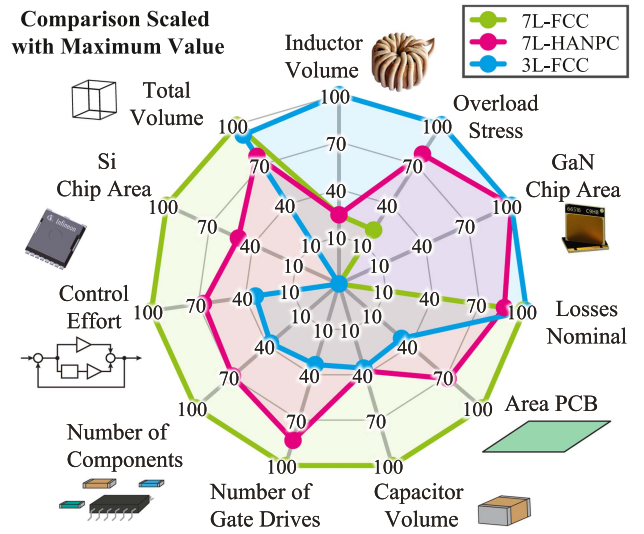 Comparison Scaled
with Maximum Value
7L-FCC
7L-HANPC
3L-FCC
Inductor
Volume
Overload
Stress
GaN
Chip Area
Losses
Nominal
Area PCB
Capacitor
Volume
Number of
Gate Drives
Number of
Components
Control
Effort
Si
Chip Area
Total
Volume
100
70
40
10
100
70
40
10
100
70
40
10
100
70
40
10
100
70
40
10
100
70
40
10
100
70
40
10
100
70
40
10
100
70
40
10
100
70
40
10
100
70
40
10
infineon